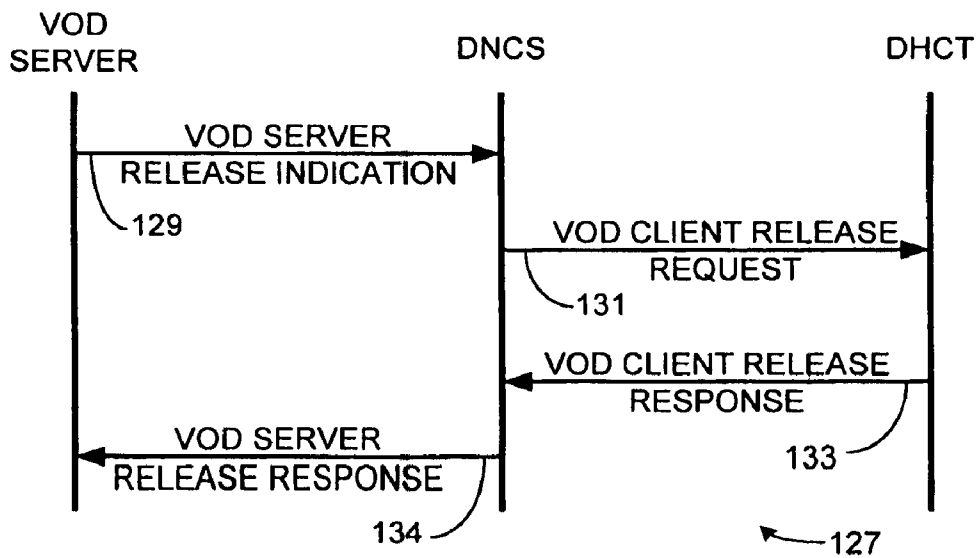 VOD
SERVER
DNCS
DHCT
VOD SERVER
RELEASE INDICATION
129
VOD CLIENT RELEASE
REQUEST
131
VOD CLIENT RELEASE
RESPONSE
133
VOD SERVER
RELEASE RESPONSE
134
127